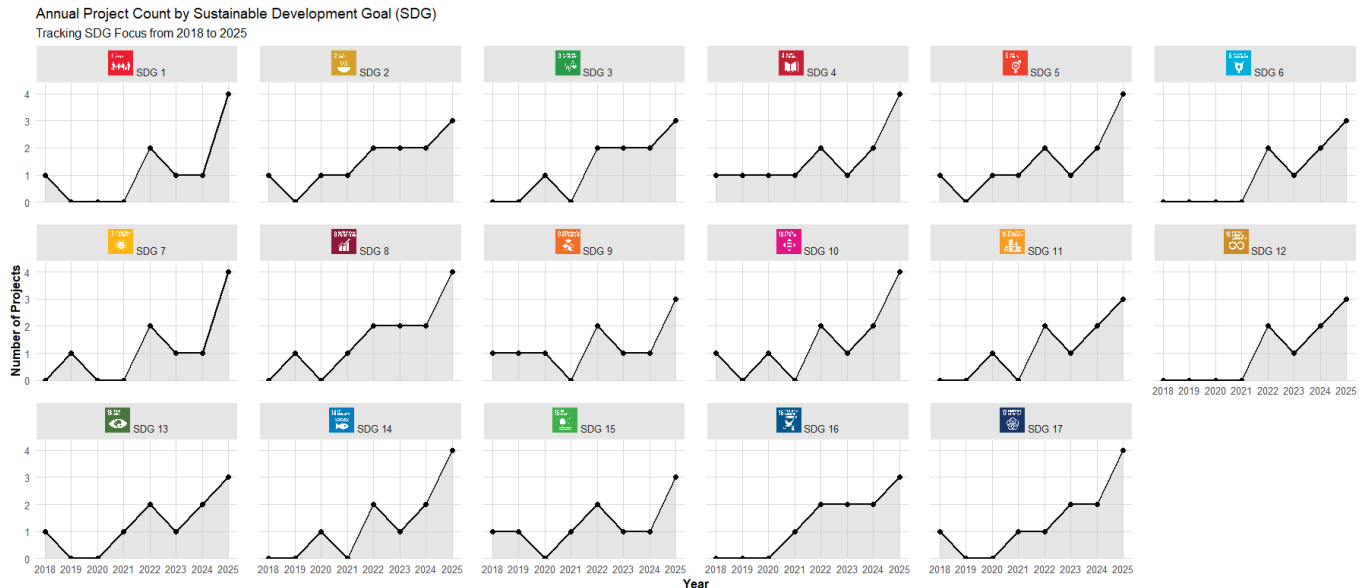 Annual Project Count by Sustainable Development Goal (SDG)
Tracking SDG Focus from 2018 to 2025
SDG 1
SDG 2
SDG 3
SDG 4
SDG 5
SDG 6
4
3
2
1
0
SDG 7
SDG 8
SDG 9
SDG 10
SDG 11
SDG 12
Number of Projects
4
3
2
1
0
2018 2019 2020 2021 2022 2023 2024 2025
SDG 13
SDG 14
SDG 15
SDG 16
SDG 17
4
3
2
1
0
2018 2019 2020 2021 2022 2023 2024 2025
2018 2019 2020 2021 2022 2023 2024 2025
2018 2019 2020 2021 2022 2023 2024 2025
2018 2019 2020 2021 2022 2023 2024 2025
2018 2019 2020 2021 2022 2023 2024 2025
Year